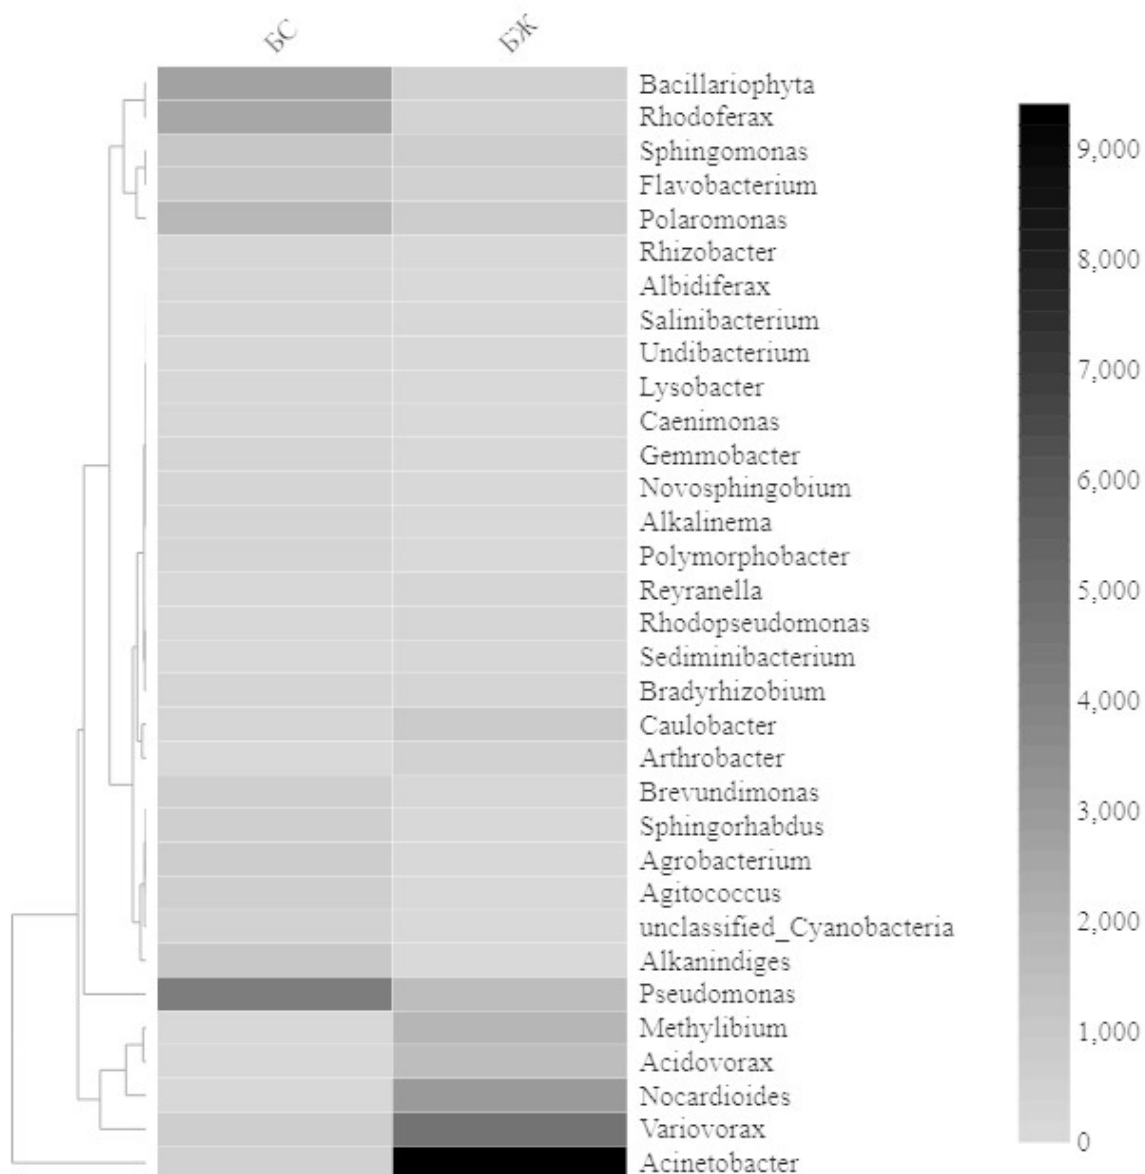 БС
БЖ
Bacillariophyta
Rhodoferax
Sphingomonas
Flavobacterium
Polaromonas
Rhizobacter
Albidiferax
Salinibacterium
Undibacterium
Lysobacter
Caenimonas
Gemmobacter
Novosphingobium
Alkalinema
Polymorphobacter
Reyranella
Rhodopseudomonas
Sediminibacterium
Bradyrhizobium
Caulobacter
Arthrobacter
Brevundimonas
Sphingorhabdus
Agrobacterium
Agitococcus
unclassified_Cyanobacteria
Alkanindiges
Pseudomonas
Methylibium
Acidovorax
Nocardioides
Variovorax
Acinetobacter
9,000
8,000
7,000
6,000
5,000
4,000
3,000
2,000
1,000
0